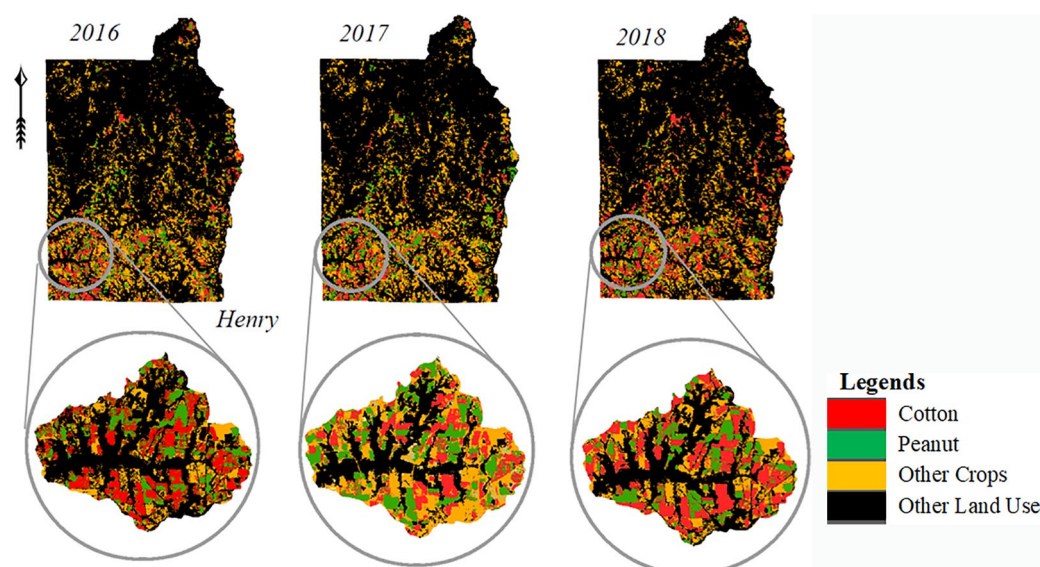 2016
2017
2018
Henry
Legends
Cotton
Peanut
Other Crops
Other Land Use